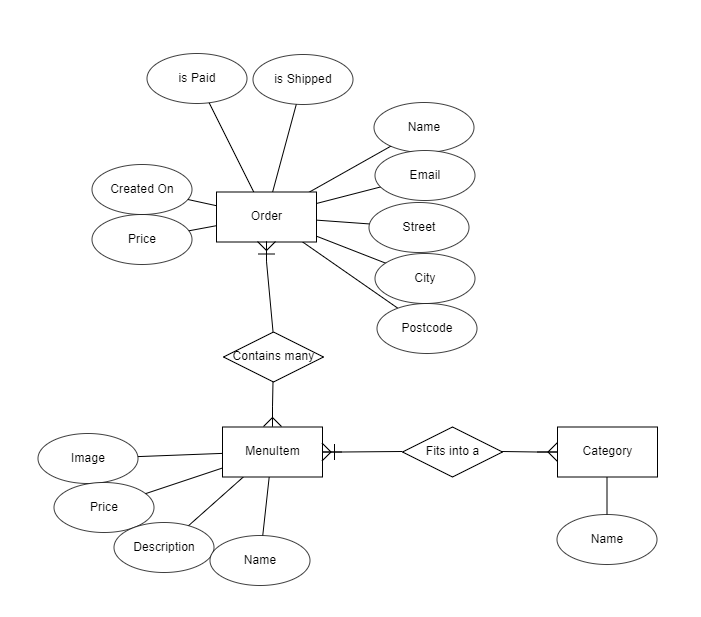 is Paid
is Shipped
Name
Email
Created On
Order
Street
Price
City
Postcode
Contains many
Image
MenuItem
Fits into a
Category
Price
Description
Name
Name